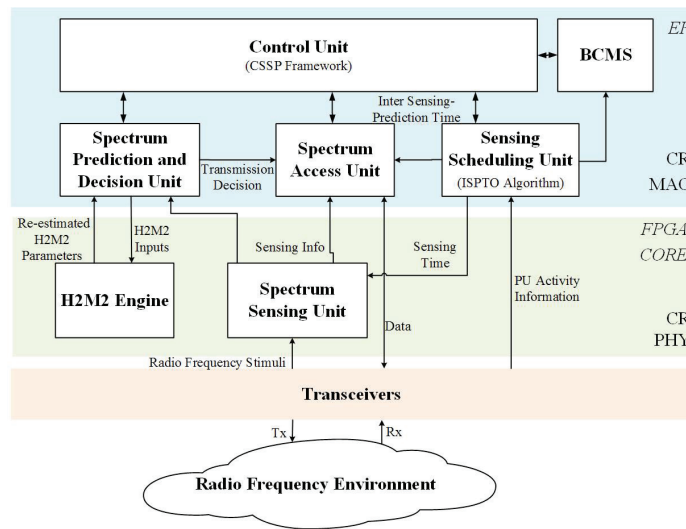 Control Unit
(CSSP Framework)
BCMS
Inter Sensing-
Prediction Time
Spectrum
Prediction and
Decision Unit
Transmission
Decision
Spectrum
Access Unit
Sensing
Scheduling Unit
(ISPTO Algorithm)
CR
MAC
Re-estimated
H2M2
Parameters
H2M2
Inputs
Sensing Info
Sensing
Time
PU Activity
Information
FPGA
CORE
H2M2 Engine
Spectrum
Sensing Unit
CR
PHY
Data
Radio Frequency Stimuli
Transceivers
Tx
Rx
Radio Frequency Environment